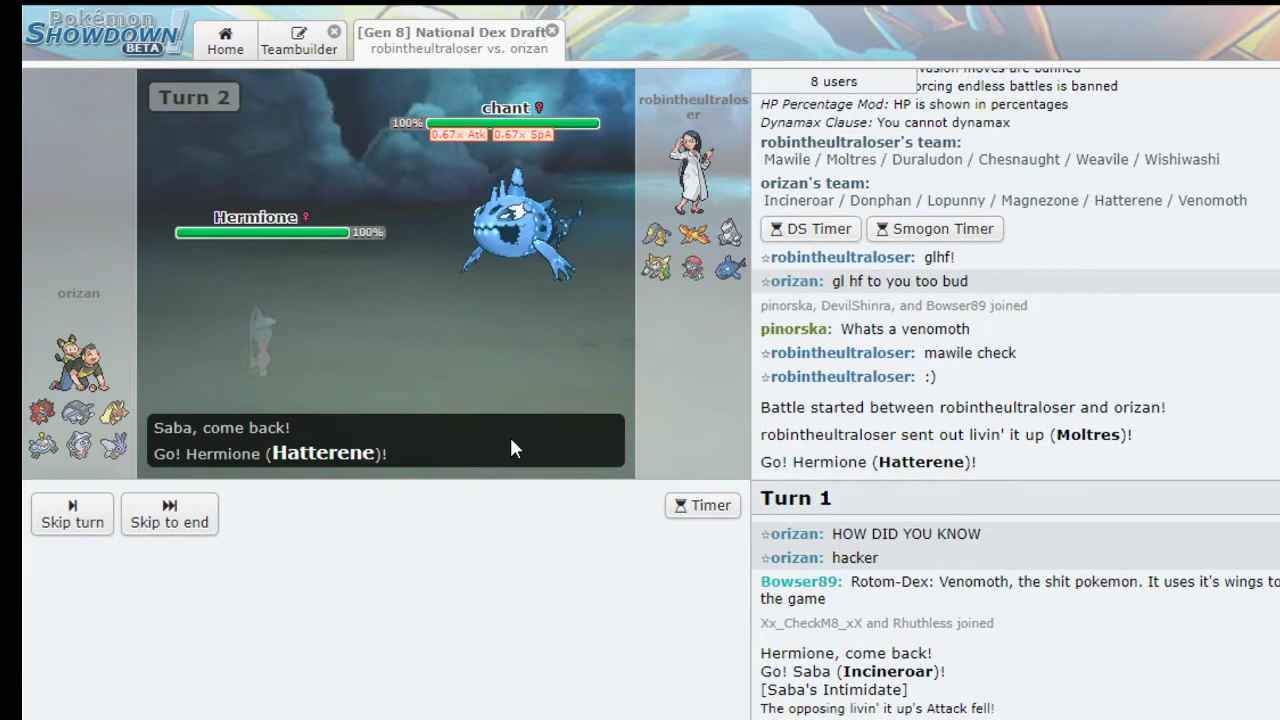 Pokémon
SHOWDOWN!
BETA
Home
Teambuilder
[Gen 8] National Dex Draft
robintheultraloser vs. orizan
8 users
forcing endless battles is banned
HP Percentage Mod: HP is shown in percentages
Dynamax Clause: You cannot dynamax
robintheultraloser's team:
Mawile / Moltres / Duraludon / Chesnaught / Weavile / Wishiwashi
orizan's team:
Incineroar / Donphan / Lopunny / Magnezone / Hatterene / Venomoth
DS Timer
Smogon Timer
☆robintheultraloser: glhf!
☆orizan: gl hf to you too bud
pinorska, DevilShinra, and Bowser89 joined
pinorska: Whats a venomoth
☆robintheultraloser: mawile check
☆robintheultraloser: :)
Battle started between robintheultraloser and orizan!
robintheultraloser sent out livin' it up (Moltres)!
Go! Hermione (Hatterene)!
Turn 1
☆orizan: HOW DID YOU KNOW
☆orizan: hacker
Bowser89: Rotom-Dex: Venomoth, the shit pokemon. It uses it's wings to
the game
Xx_CheckM8_xX and Rhuthless joined
Hermione, come back!
Go! Saba (Incineroar)!
[Saba's Intimidate]
The opposing livin' it up's Attack fell!
Turn 2
chant ♀
100%
0.67× Atk 0.67× SpA
Hermione ♀
100%
robintheultralos
er
orizan
Saba, come back!
Go! Hermione (Hatterene)!
Skip turn
Skip to end
Timer